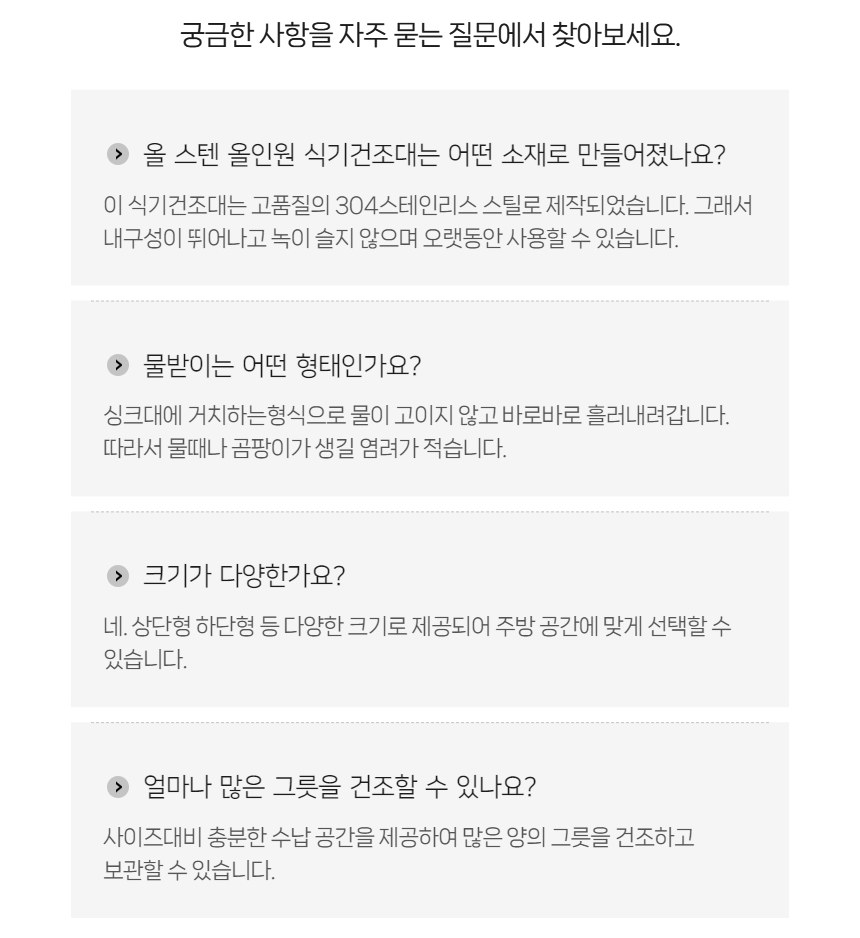 궁금한 사항을 자주 묻는 질문에서 찾아보세요.
올 스텐 올인원 식기건조대는 어떤 소재로 만들어졌나요?
이 식기건조대는 고품질의 304스테인리스 스틸로 제작되었습니다. 그래서
내구성이 뛰어나고 녹이 슬지 않으며 오랫동안 사용할 수 있습니다.
물받이는 어떤 형태인가요?
싱크대에 거치하는형식으로 물이 고이지 않고 바로바로 흘러내려갑니다.
따라서 물때나 곰팡이가 생길 염려가 적습니다.
크기가 다양한가요?
네. 상단형 하단형 등 다양한 크기로 제공되어 주방 공간에 맞게 선택할 수
있습니다.
얼마나 많은 그릇을 건조할 수 있나요?
사이즈대비 충분한 수납 공간을 제공하여 많은 양의 그릇을 건조하고
보관할 수 있습니다.